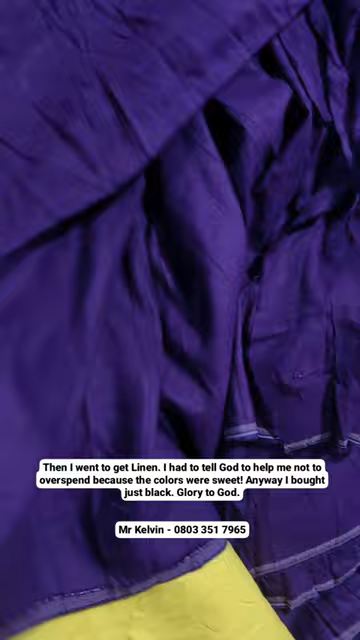 Then I went to get Linen. I had to tell God to help me not to
overspend because the colors were sweet! Anyway I bought
just black. Glory to God.
Mr Kelvin - 0803 351 7965